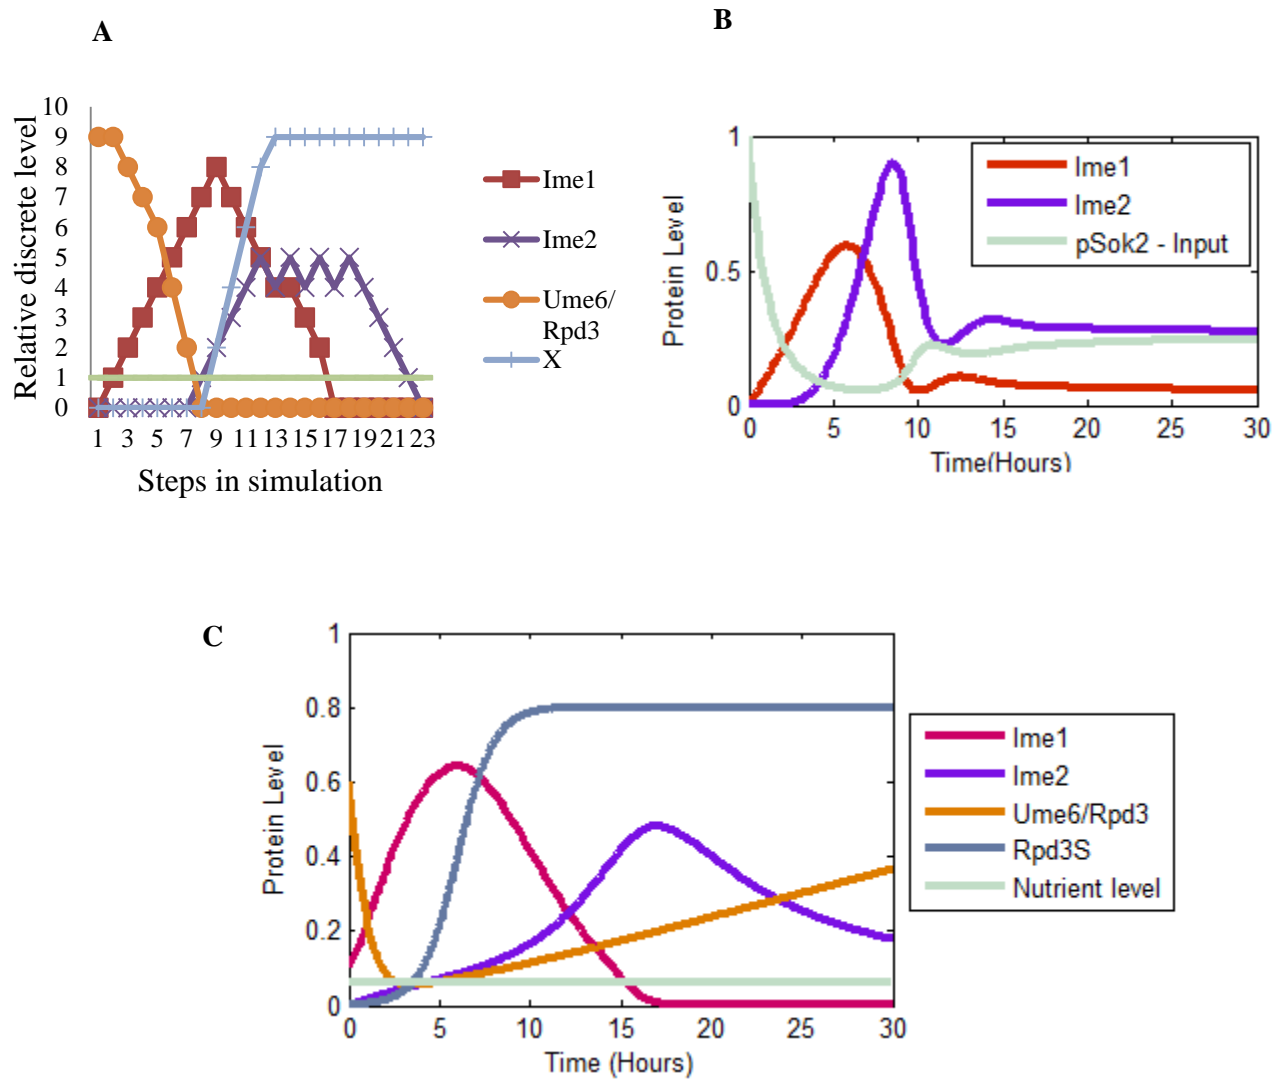 A
Relative discrete level
10
9
8
7
6
5
4
3
2
1
0
1 3 5 7 9 11 13 15 17 19 21 23
Steps in simulation
Ime1
Ime2
Ume6/
Rpd3
X
B
Protein Level
1
0.5
0
0 5 10 15 20 25 30
Time(Hours)
Ime1
Ime2
pSok2 - Input
C
Protein Level
1
0.8
0.6
0.4
0.2
0
0 5 10 15 20 25 30
Time (Hours)
Ime1
Ime2
Ume6/Rpd3
Rpd3S
Nutrient level